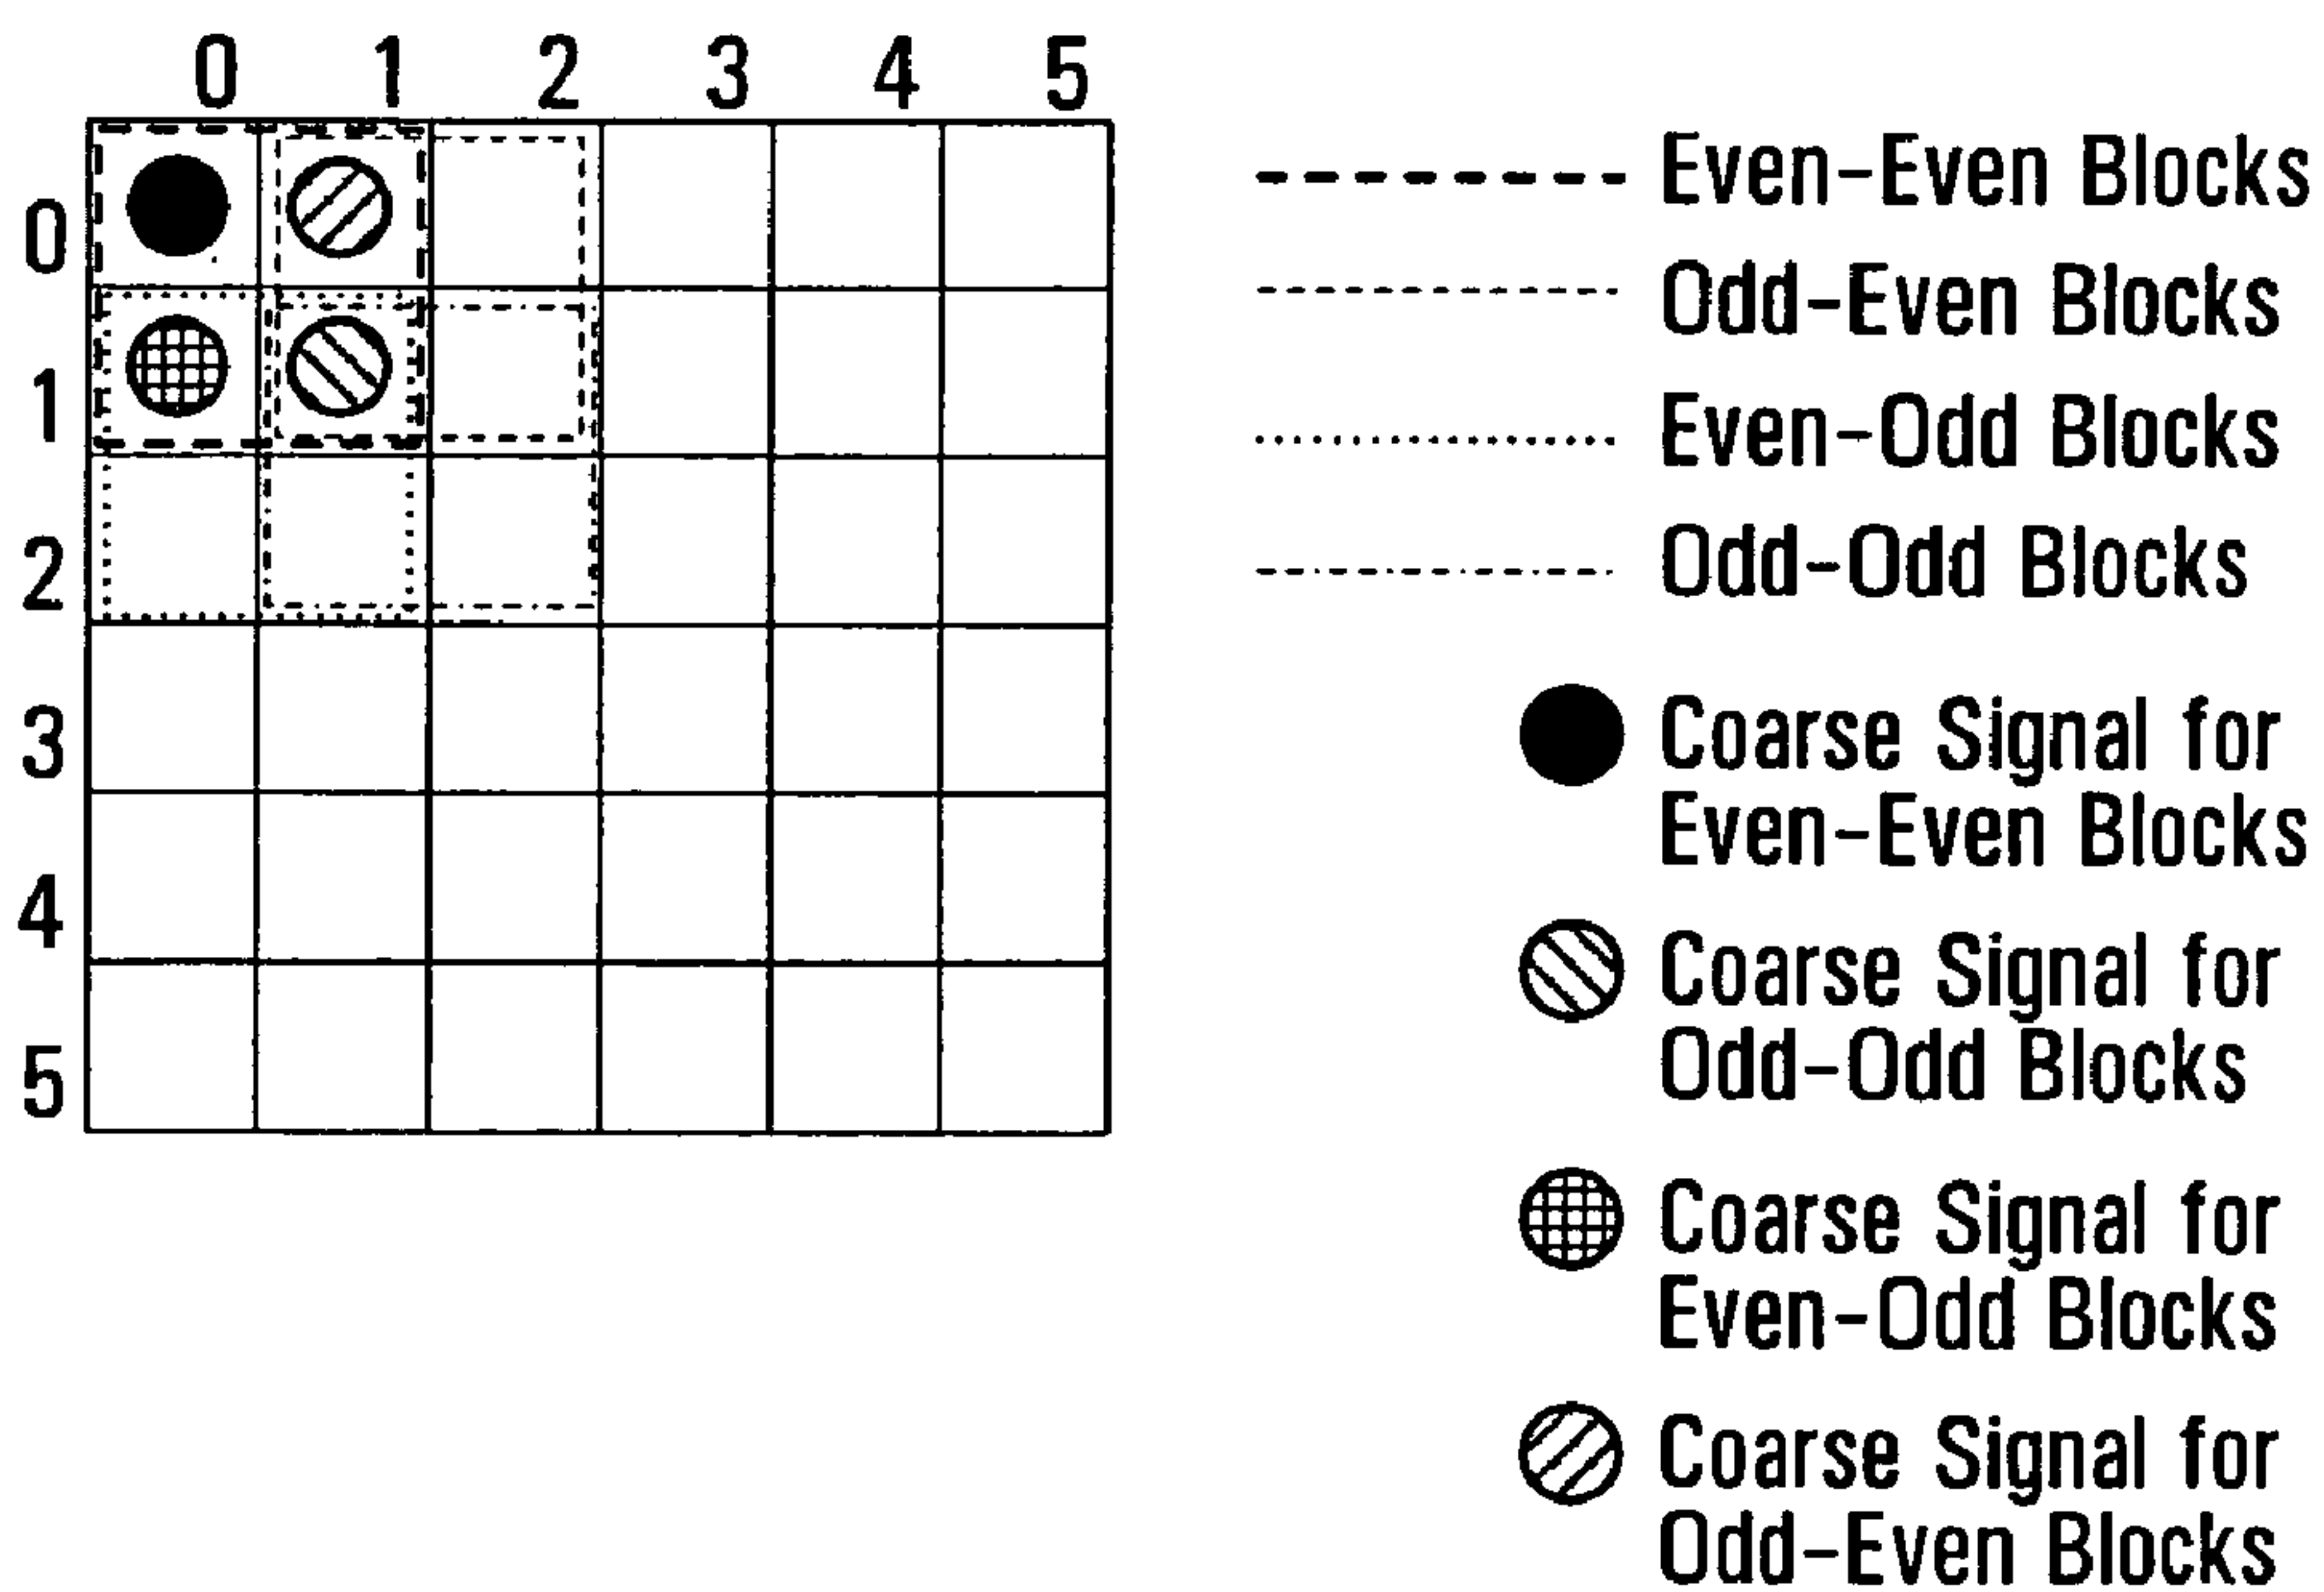 0 1 2 3 4 5
0
1
2
3
4
5
Even-Even Blocks
Odd-Even Blocks
Even-Odd Blocks
Odd-Odd Blocks
Coarse Signal for
Even-Even Blocks
Coarse Signal for
Odd-Odd Blocks
Coarse Signal for
Even-Odd Blocks
Coarse Signal for
Odd-Even Blocks